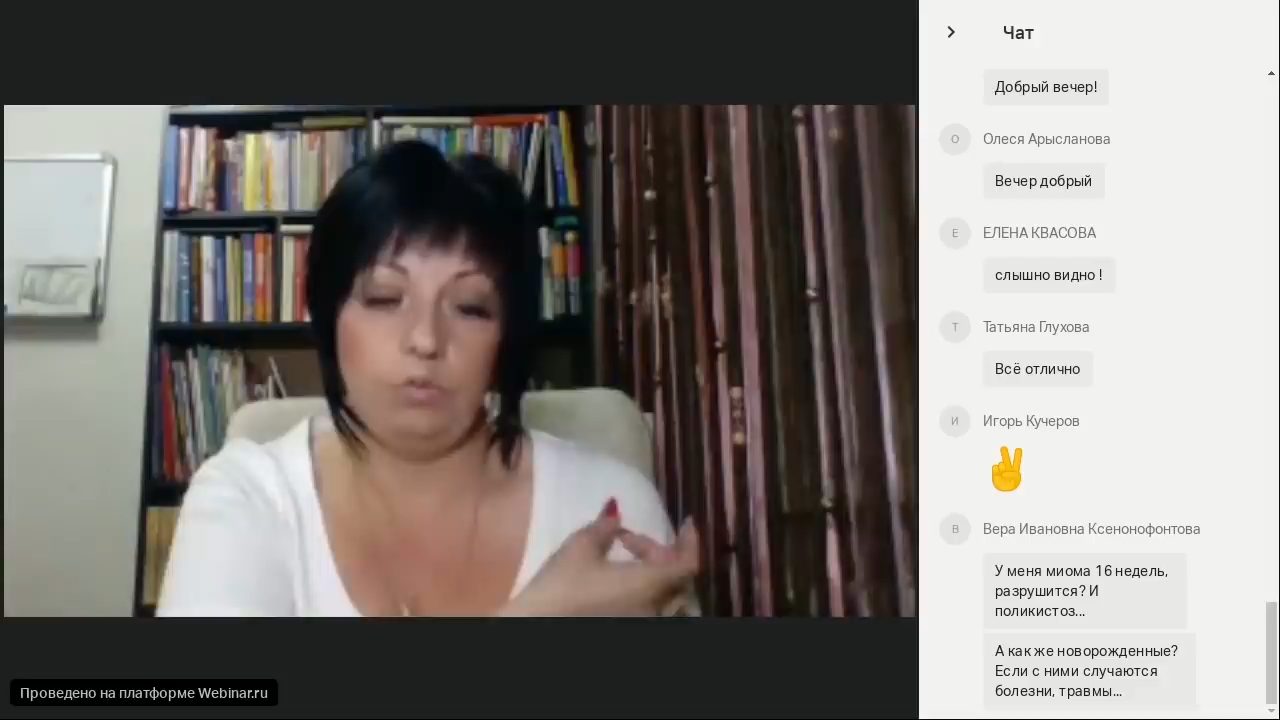 Чат
Добрый вечер!
О
Олеся Арысланова
Вечер добрый
Е
ЕЛЕНА КВАСОВА
слышно видно !
Т
Татьяна Глухова
Всё отлично
И
Игорь Кучеров
В
Вера Ивановна Ксенонофонтова
У меня миома 16 недель,
разрушится? И
поликистоз...
А как же новорожденные?
Если с ними случаются
болезни, травмы...
Проведено на платформе Webinar.ru